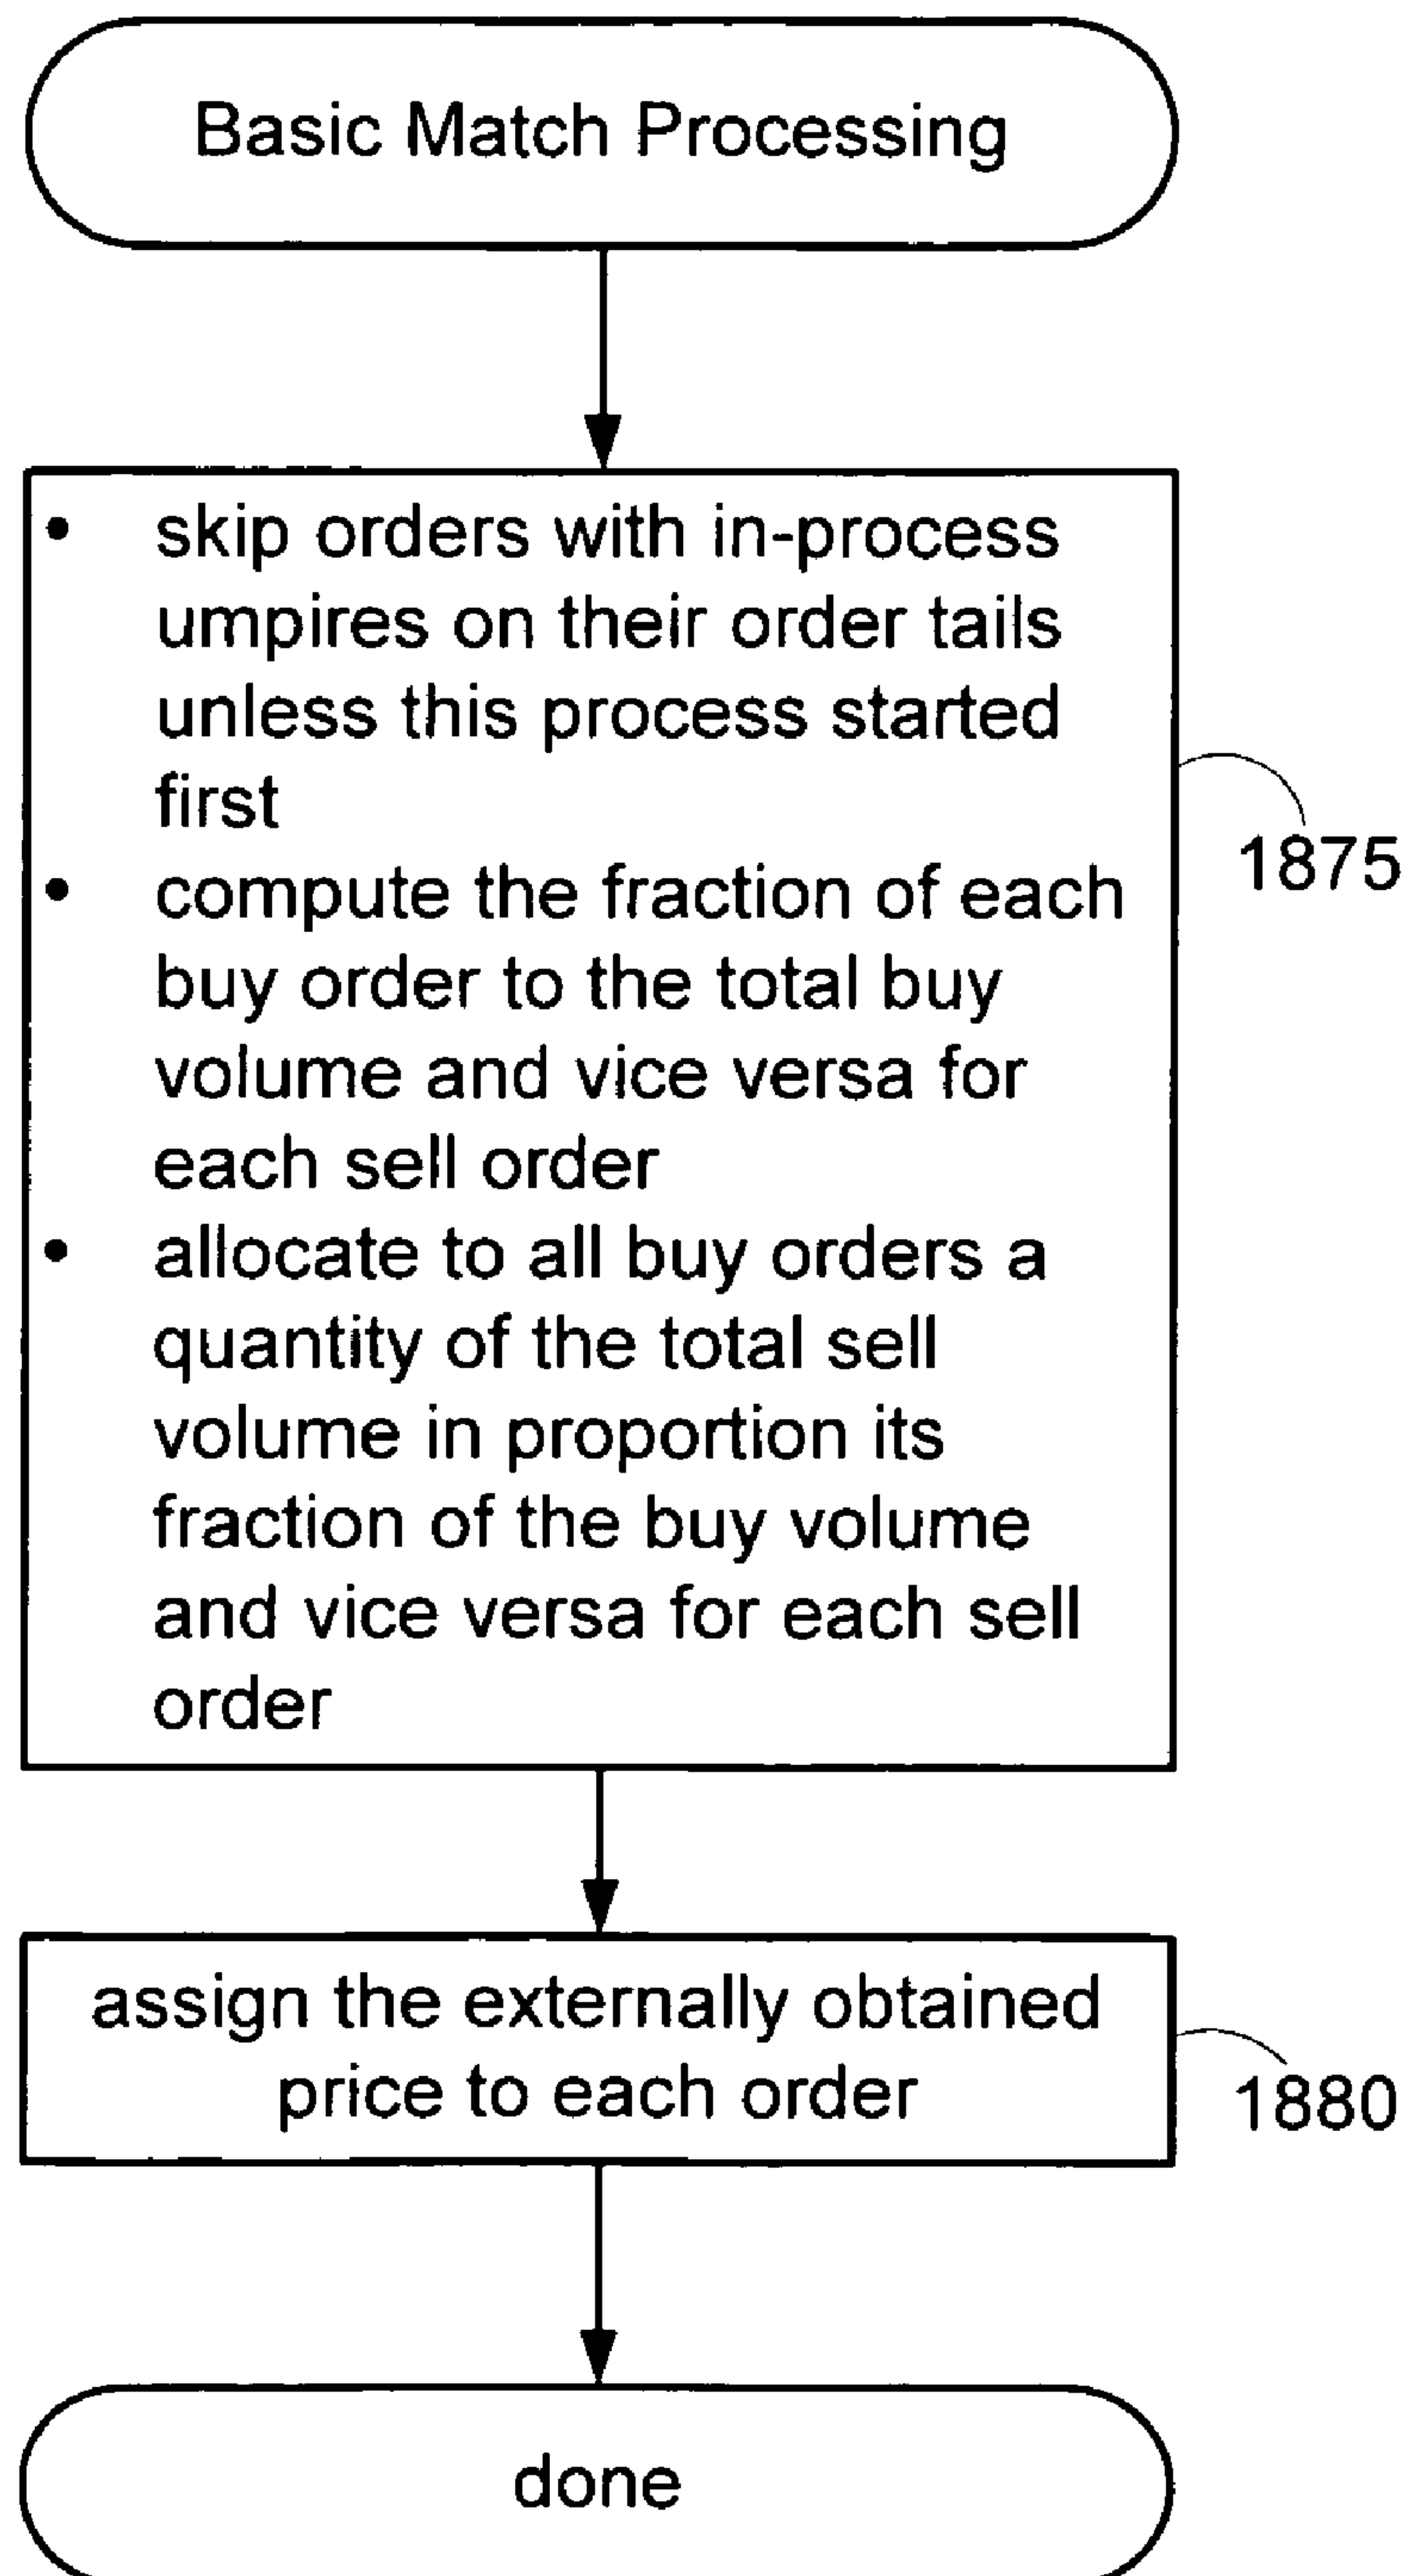 Basic Match Processing
• skip orders with in-process
umpires on their order tails
unless this process started
first
• compute the fraction of each
buy order to the total buy
volume and vice versa for
each sell order
• allocate to all buy orders a
quantity of the total sell
volume in proportion its
fraction of the buy volume
and vice versa for each sell
order
1875
assign the externally obtained
price to each order
1880
done